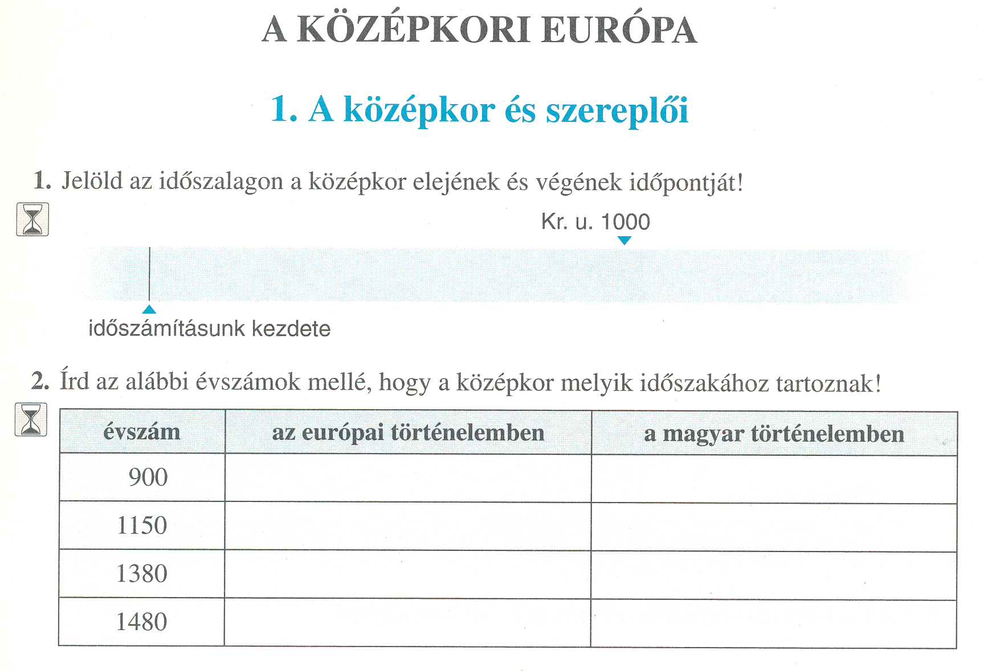 A KÖZÉPKORI EURÓPA
1. A középkor és szereplői
1. Jelöld az időszalagon a középkor elejének és végének időpontját!
Kr. u. 1000
időszámításunk kezdete
2. Írd az alábbi évszámok mellé, hogy a középkor melyik időszakához tartoznak!
évszám az európai történelemben a magyar történelemben
900
1150
1380
1480